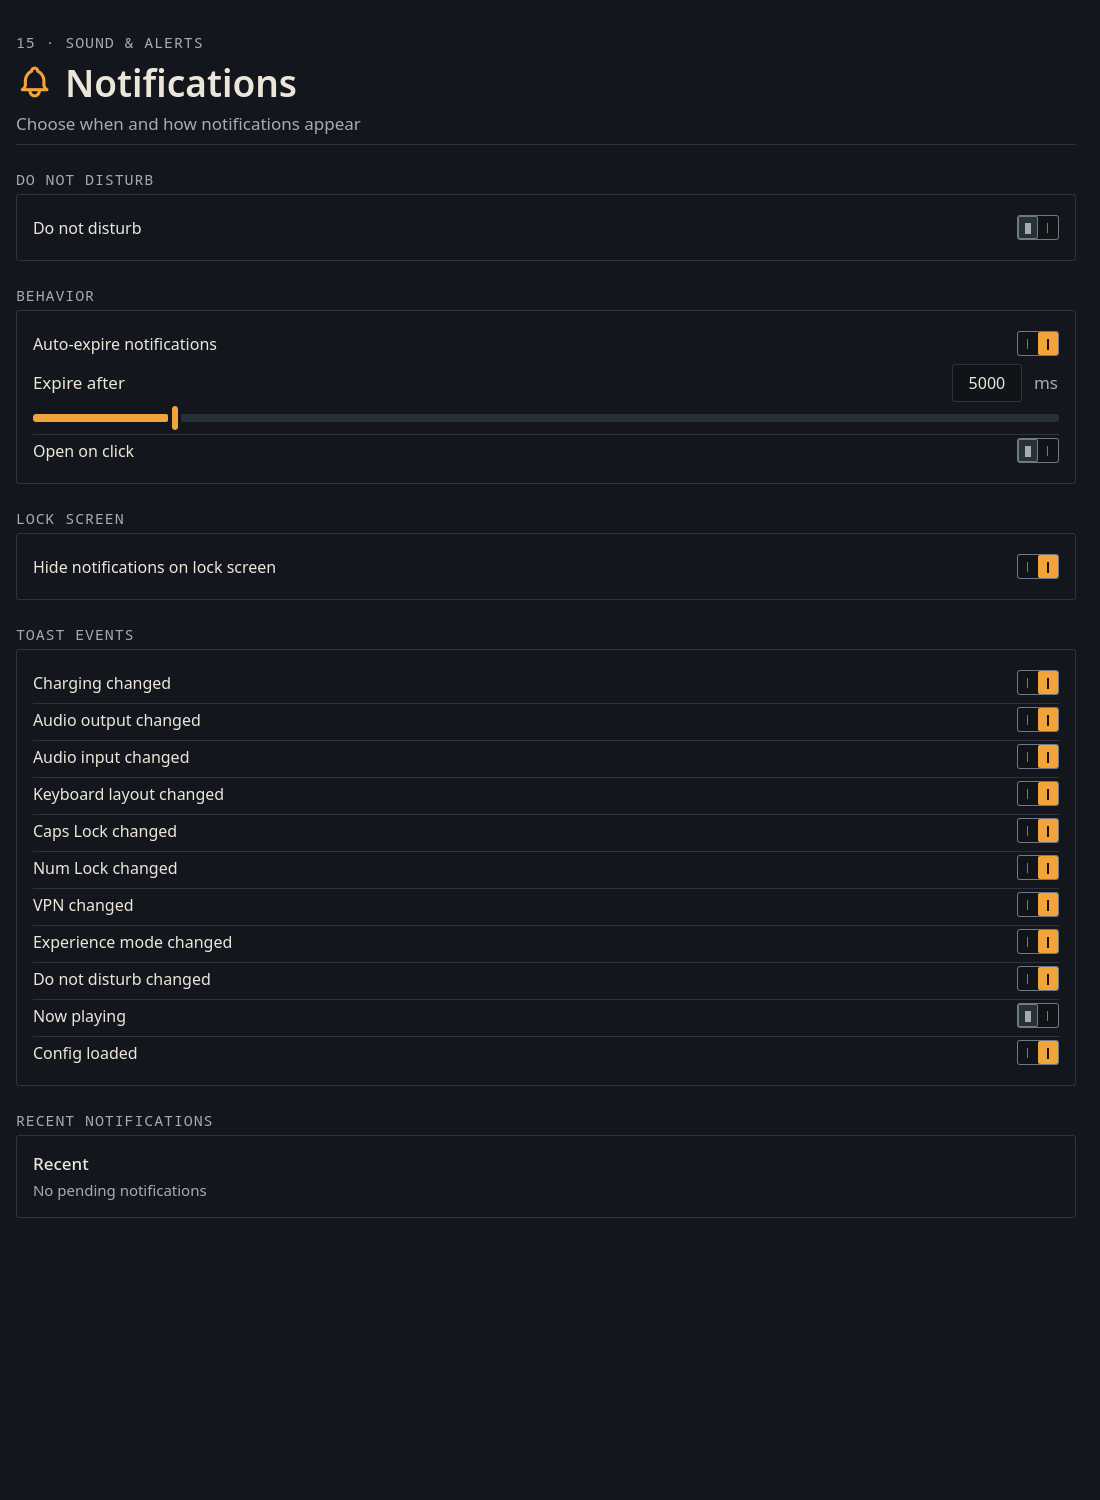 15 · SOUND & ALERTS
Notifications
Choose when and how notifications appear
DO NOT DISTURB
Do not disturb
BEHAVIOR
Auto-expire notifications
Expire after 5000 ms
Open on click
LOCK SCREEN
Hide notifications on lock screen
TOAST EVENTS
Charging changed
Audio output changed
Audio input changed
Keyboard layout changed
Caps Lock changed
Num Lock changed
VPN changed
Experience mode changed
Do not disturb changed
Now playing
Config loaded
RECENT NOTIFICATIONS
Recent
No pending notifications